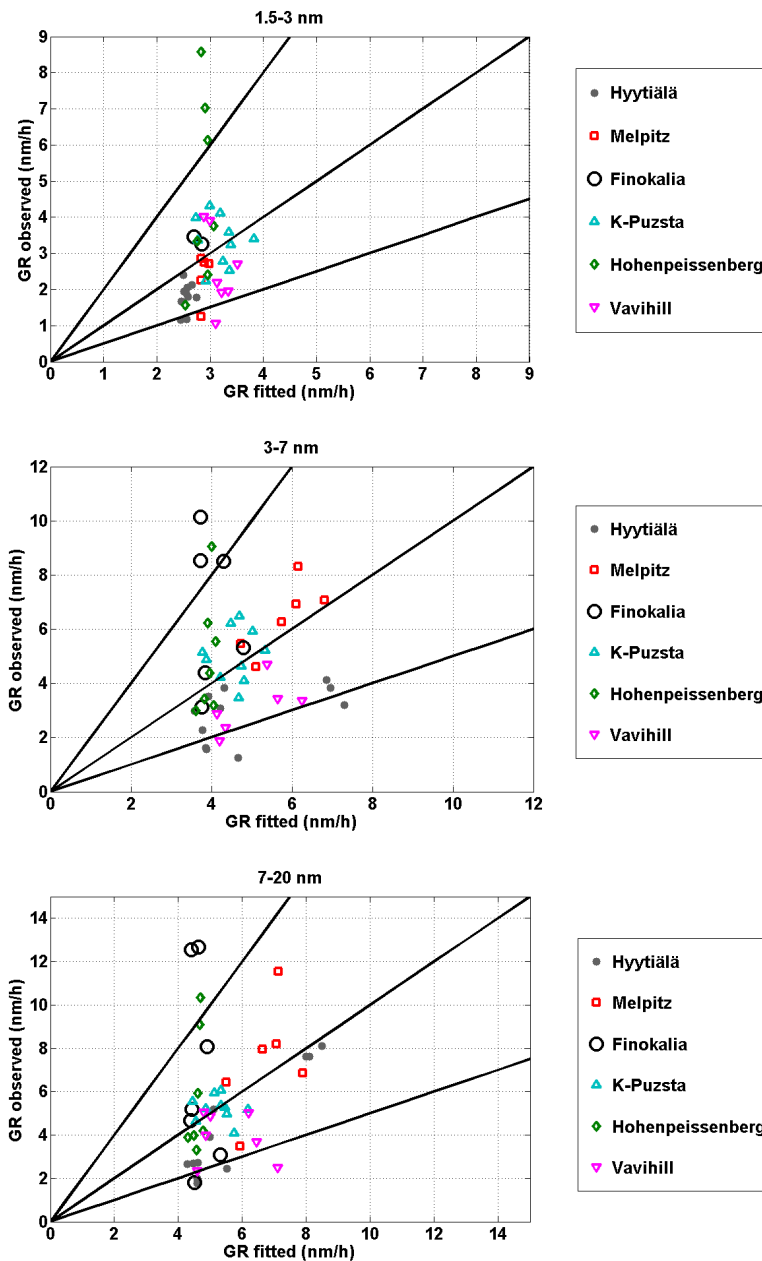 1.5-3 nm
9
8
7
6
5
4
3
2
1
0
GR observed (nm/h)
0 1 2 3 4 5 6 7 8 9
GR fitted (nm/h)
Hyytiälä
Melpitz
Finokalia
K-Puzsta
Hohenpeissenberg
Vavihill
3-7 nm
12
10
8
6
4
2
0
GR observed (nm/h)
0 2 4 6 8 10 12
GR fitted (nm/h)
Hyytiälä
Melpitz
Finokalia
K-Puzsta
Hohenpeissenberg
Vavihill
7-20 nm
14
12
10
8
6
4
2
0
GR observed (nm/h)
0 2 4 6 8 10 12 14
GR fitted (nm/h)
Hyytiälä
Melpitz
Finokalia
K-Puzsta
Hohenpeissenberg
Vavihill